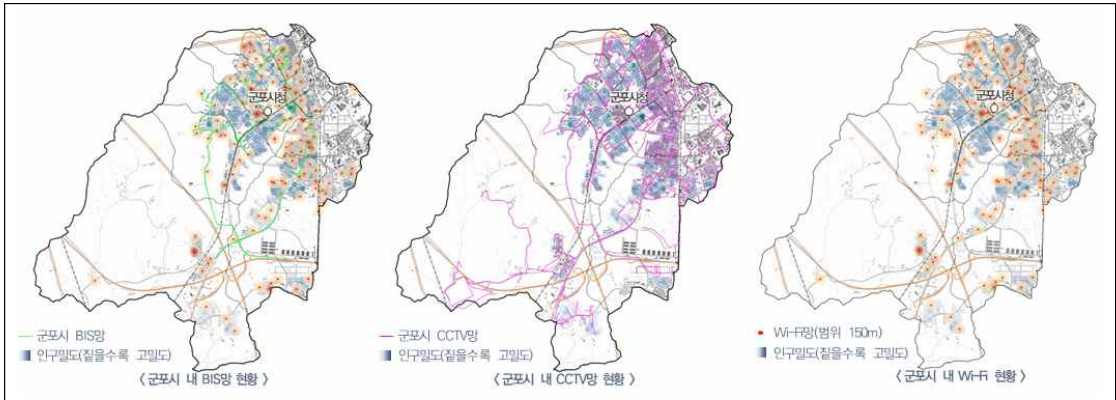 군포시청
군포시 BIS망
인구밀도(짙을수록 고밀도)
< 군포시 내 BIS망 현황 >
군포시청
군포시 CCTV망
인구밀도(짙을수록 고밀도)
< 군포시 내 CCTV망 현황 >
군포시청
Wi-Fi망(범위 150m)
인구밀도(짙을수록 고밀도)
< 군포시 내 Wi-Fi 현황 >